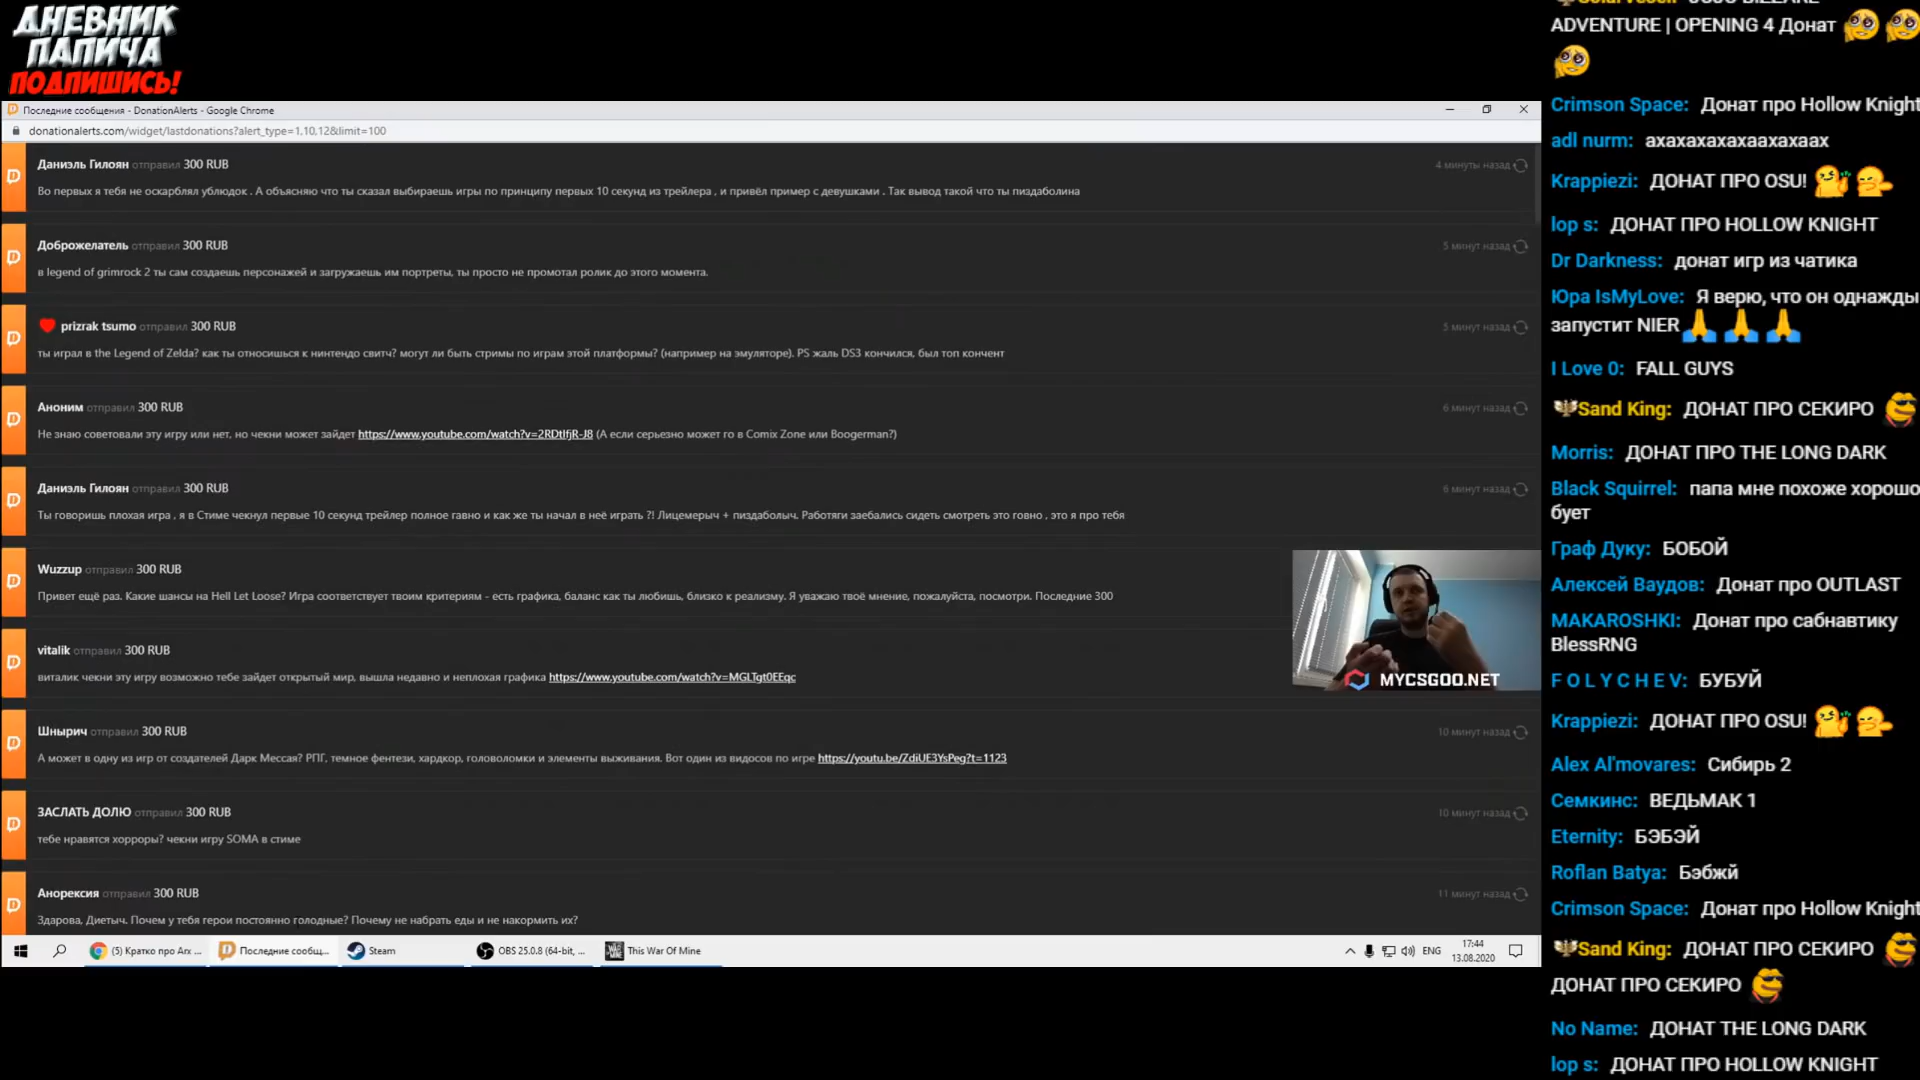 ДНЕВНИК
ПАПИЧА
ПОДПИШИСЬ!
Последние сообщения - DonationAlerts - Google Chrome
donationalerts.com/widget/lastdonations?alert_type=1,10,12&limit=100
Даниэль Гилоян отправил 300 RUB
4 минуты назад
Во первых я тебя не оскарблял ублюдок . А объясняю что ты сказал выбираешь игры по принципу первых 10 секунд из трейлера , и привёл пример с девушками . Так вывод такой что ты пиздаболина
Доброжелатель отправил 300 RUB
5 минут назад
в legend of grimrock 2 ты сам создаешь персонажей и загружаешь им портреты, ты просто не промотал ролик до этого момента.
prizrak tsumo отправил 300 RUB
5 минут назад
ты играл в the Legend of Zelda? как ты относишься к нинтендо свитч? могут ли быть стримы по играм этой платформы? (например на эмуляторе). PS жаль DS3 кончился, был топ кончент
Аноним отправил 300 RUB
6 минут назад
Не знаю советовали эту игру или нет, но чекни может зайдет https://www.youtube.com/watch?v=2RDtIfjR-J8 (А если серьезно может го в Comix Zone или Boogerman?)
Даниэль Гилоян отправил 300 RUB
6 минут назад
Ты говоришь плохая игра , я в Стиме чекнул первые 10 секунд трейлер полное гавно и как же ты начал в неё играть ?! Лицемерыч + пиздаболыч. Работяги заебались сидеть смотреть это говно , это я про тебя
Wuzzup отправил 300 RUB
Привет ещё раз. Какие шансы на Hell Let Loose? Игра соответствует твоим критериям - есть графика, баланс как ты любишь, близко к реализму. Я уважаю твоё мнение, пожалуйста, посмотри. Последние 300
vitalik отправил 300 RUB
виталик чекни эту игру возможно тебе зайдет открытый мир, вышла недавно и неплохая графика https://www.youtube.com/watch?v=MGLTgt0EEqc
MYCSGOO.NET
Шнырич отправил 300 RUB
10 минут назад
А может в одну из игр от создателей Дарк Мессая? РПГ, темное фентези, хардкор, головоломки и элементы выживания. Вот один из видосов по игре https://youtu.be/ZdiUE3YsPeg?t=1123
ЗАСЛАТЬ ДОЛЮ отправил 300 RUB
10 минут назад
тебе нравятся хорроры? чекни игру SOMA в стиме
Анорексия отправил 300 RUB
11 минут назад
Здарова, Диетыч. Почем у тебя герои постоянно голодные? Почему не набрать еды и не накормить их?
(5) Кратко про Arx ...
Последние сообщ...
Steam
OBS 25.0.8 (64-bit, ...
This War Of Mine
ENG
17:44
13.08.2020
ADVENTURE | OPENING 4 Донат
Crimson Space: Донат про Hollow Knight
adl nurm: ахахахахахаахахаах
Krappiezi: ДОНАТ ПРО OSU!
lop s: ДОНАТ ПРО HOLLOW KNIGHT
Dr Darkness: донат игр из чатика
Юра IsMyLove: Я верю, что он однажды
запустит NIER
I Love 0: FALL GUYS
Sand King: ДОНАТ ПРО СЕКИРО
Morris: ДОНАТ ПРО THE LONG DARK
Black Squirrel: папа мне похоже хорошо
бует
Граф Дуку: БОБОЙ
Алексей Ваудов: Донат про OUTLAST
MAKAROSHKI: Донат про сабнавтику
BlessRNG
F O L Y C H E V: БУБУЙ
Krappiezi: ДОНАТ ПРО OSU!
Alex Al'movares: Сибирь 2
Семкинс: ВЕДЬМАК 1
Eternity: БЭБЭЙ
Roflan Batya: Бэбжй
Crimson Space: Донат про Hollow Knight
Sand King: ДОНАТ ПРО СЕКИРО
ДОНАТ ПРО СЕКИРО
No Name: ДОНАТ THE LONG DARK
lop s: ДОНАТ ПРО HOLLOW KNIGHT